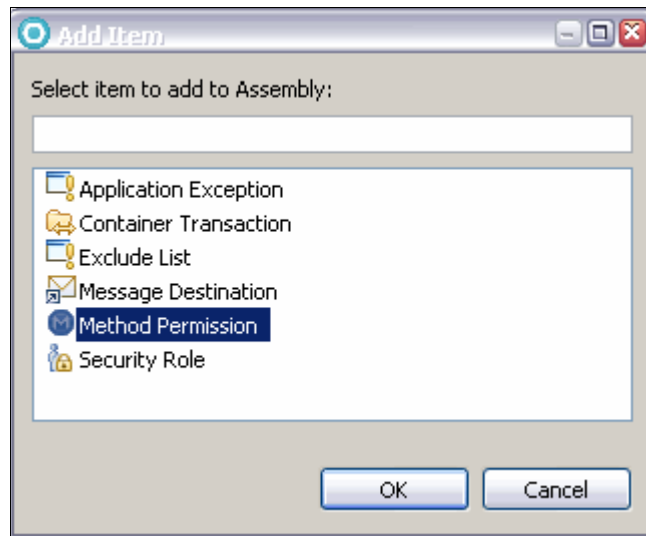 Add Item
Select item to add to Assembly:
Application Exception
Container Transaction
Exclude List
Message Destination
Method Permission
Security Role
OK
Cancel